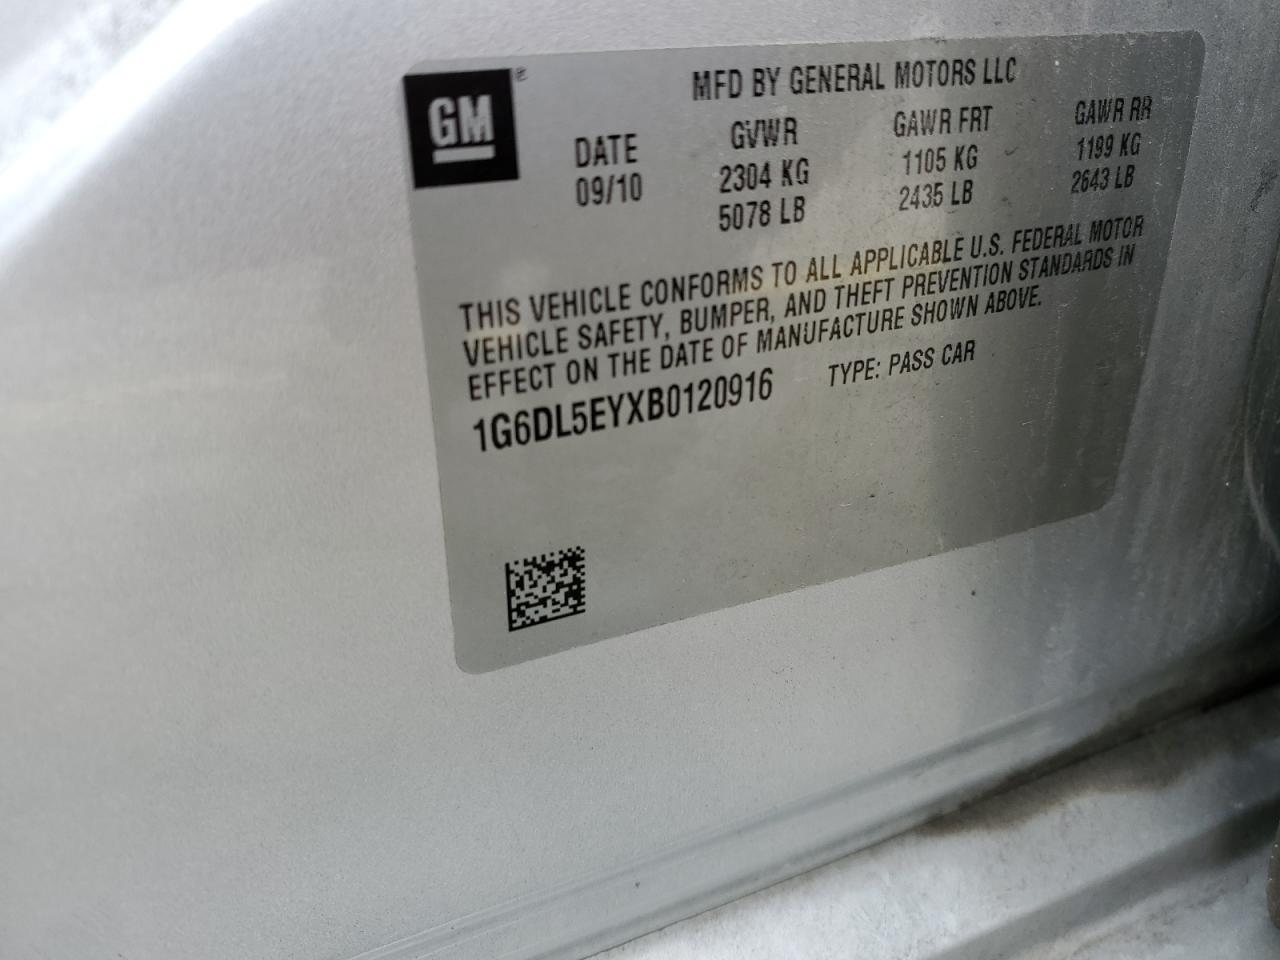 GM ®
MFD BY GENERAL MOTORS LLC
DATE GVWR GAWR FRT GAWR RR
09/10 2304 KG 1105 KG 1199 KG
5078 LB 2435 LB 2643 LB
THIS VEHICLE CONFORMS TO ALL APPLICABLE U.S. FEDERAL MOTOR
VEHICLE SAFETY, BUMPER, AND THEFT PREVENTION STANDARDS IN
EFFECT ON THE DATE OF MANUFACTURE SHOWN ABOVE.
1G6DL5EYXB0120916 TYPE: PASS CAR